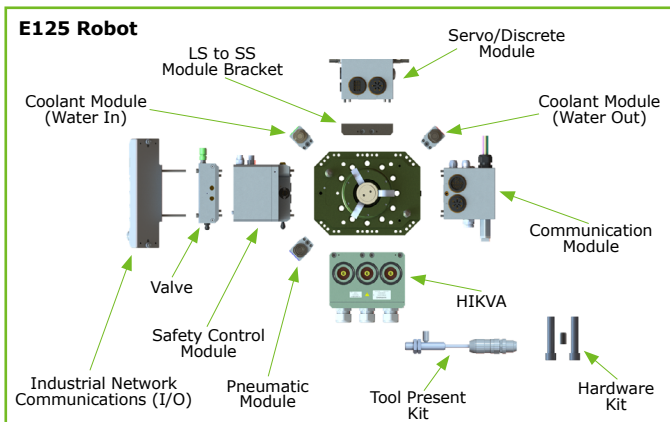 E125 Robot
Servo/Discrete
Module
LS to SS
Module Bracket
Coolant Module
(Water In)
Coolant Module
(Water Out)
Communication
Module
Valve
HIKVA
Safety Control
Module
Industrial Network
Communications (I/O)
Pneumatic
Module
Tool Present
Kit
Hardware
Kit